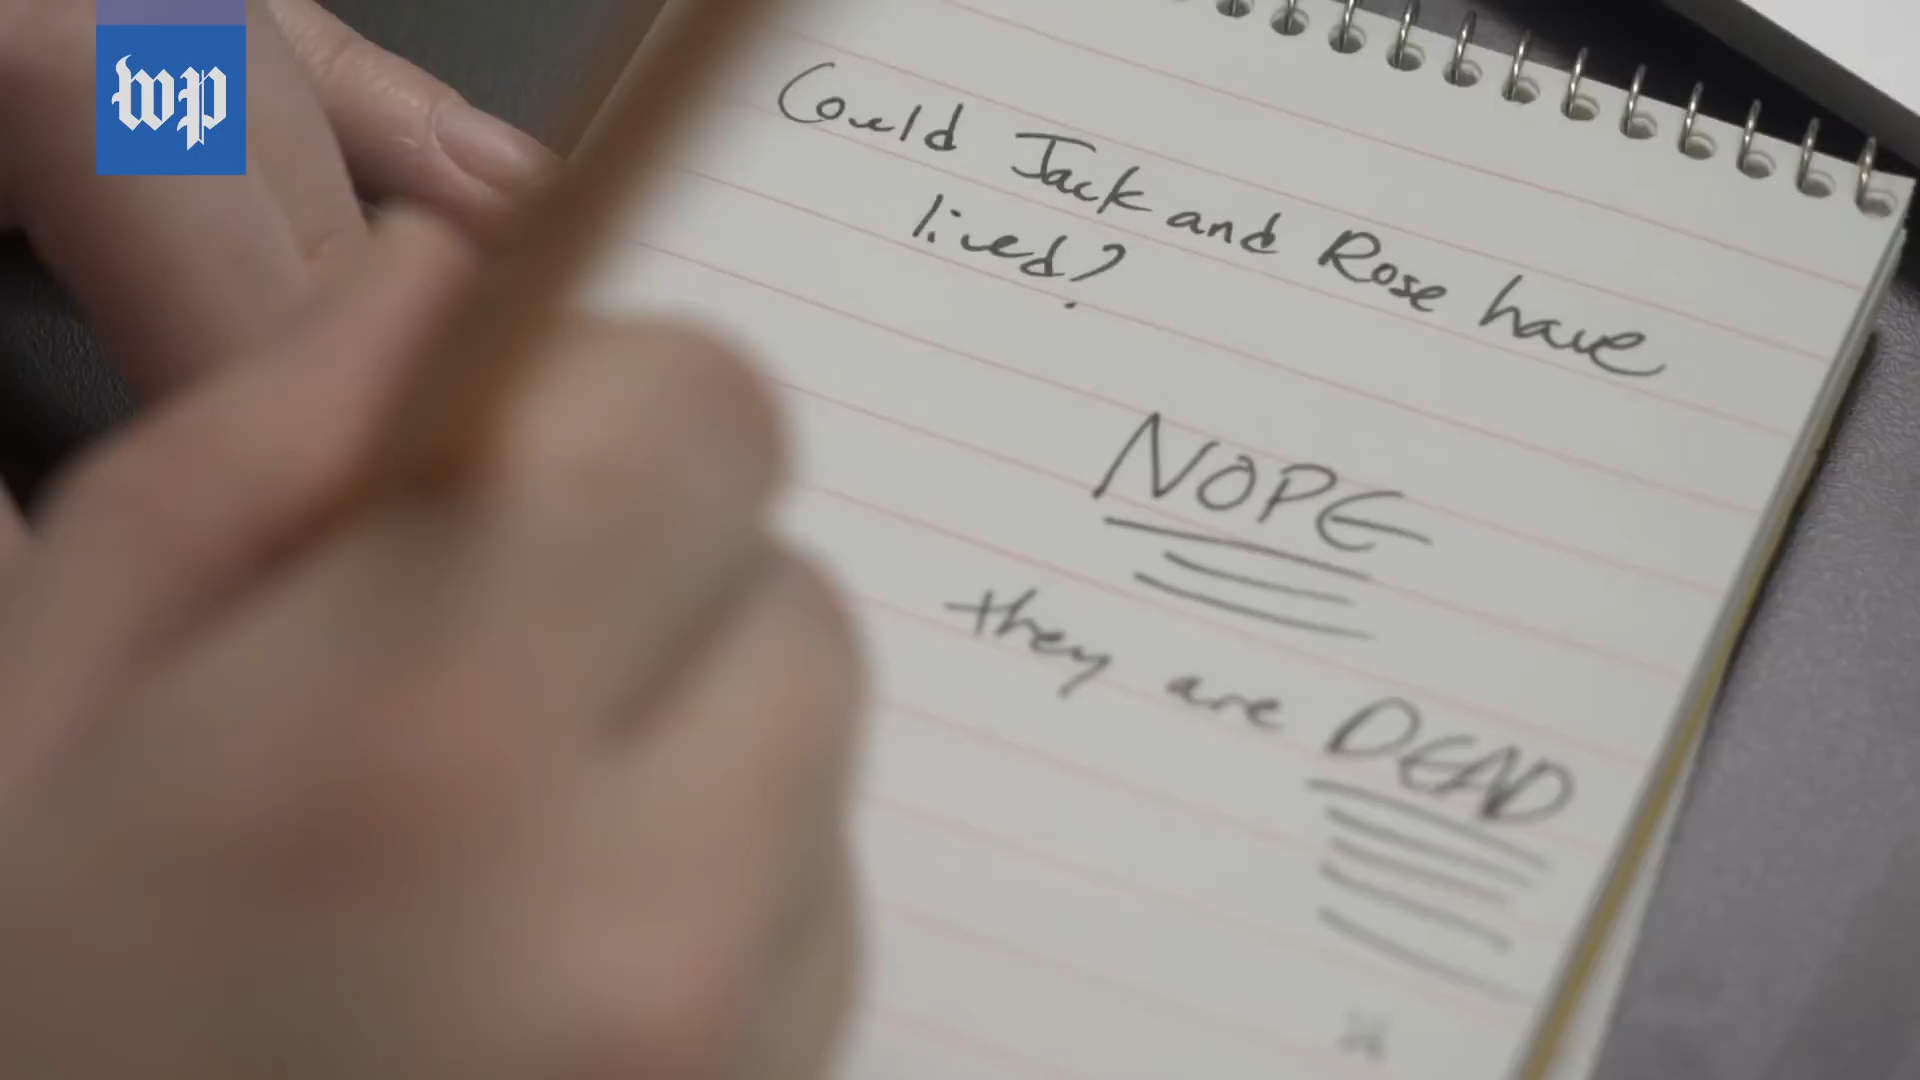 wp
Could Jack and Rose have
lived?
NOPE
they are DEAD